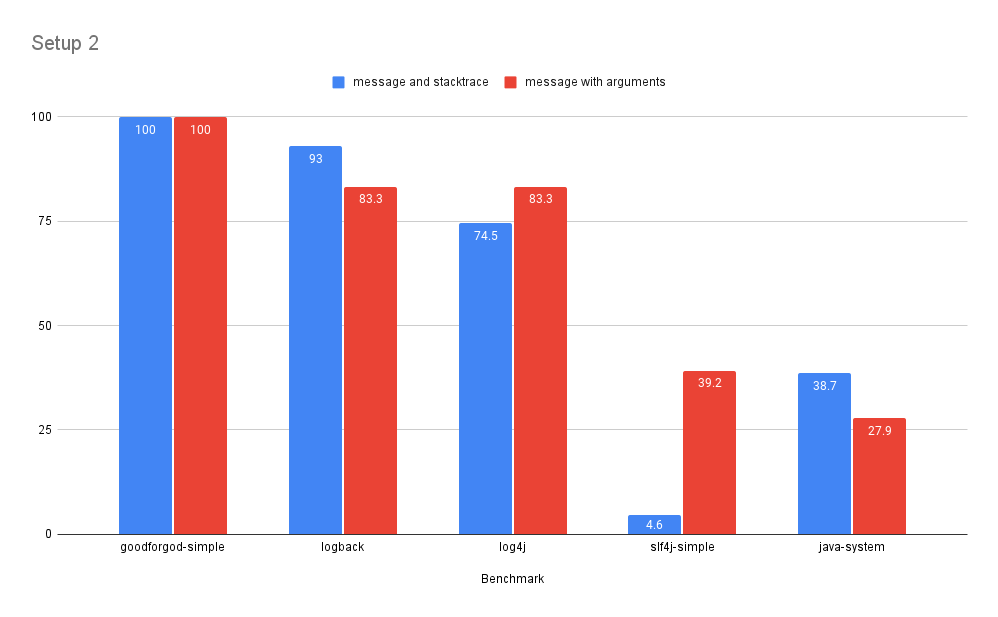 Setup 2
message and stacktrace message with arguments
100
75
50
25
0
100 100
93 83.3
74.5 83.3
4.6 39.2
38.7 27.9
goodforgod-simple logback log4j slf4j-simple java-system
Benchmark